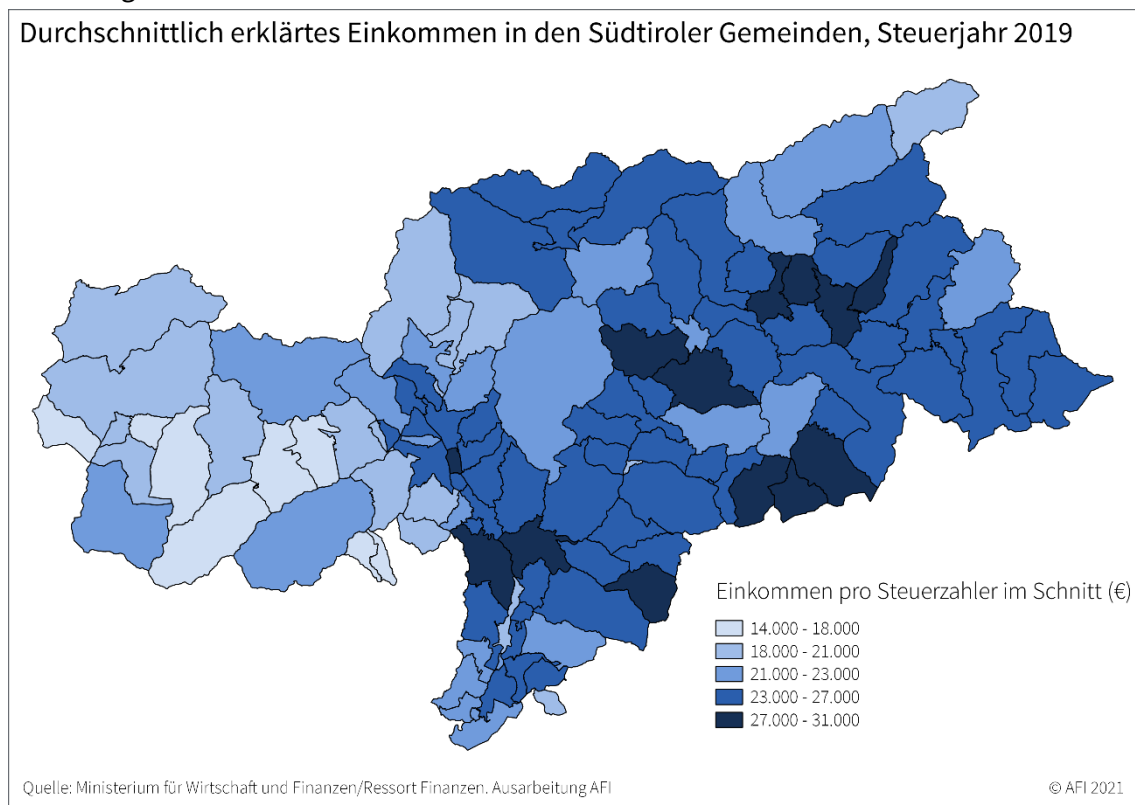 Durchschnittlich erklärtes Einkommen in den Südtiroler Gemeinden, Steuerjahr 2019
Einkommen pro Steuerzahler im Schnitt (€)
14.000 - 18.000
18.000 - 21.000
21.000 - 23.000
23.000 - 27.000
27.000 - 31.000
Quelle: Ministerium für Wirtschaft und Finanzen/Ressort Finanzen. Ausarbeitung AFI
© AFI 2021